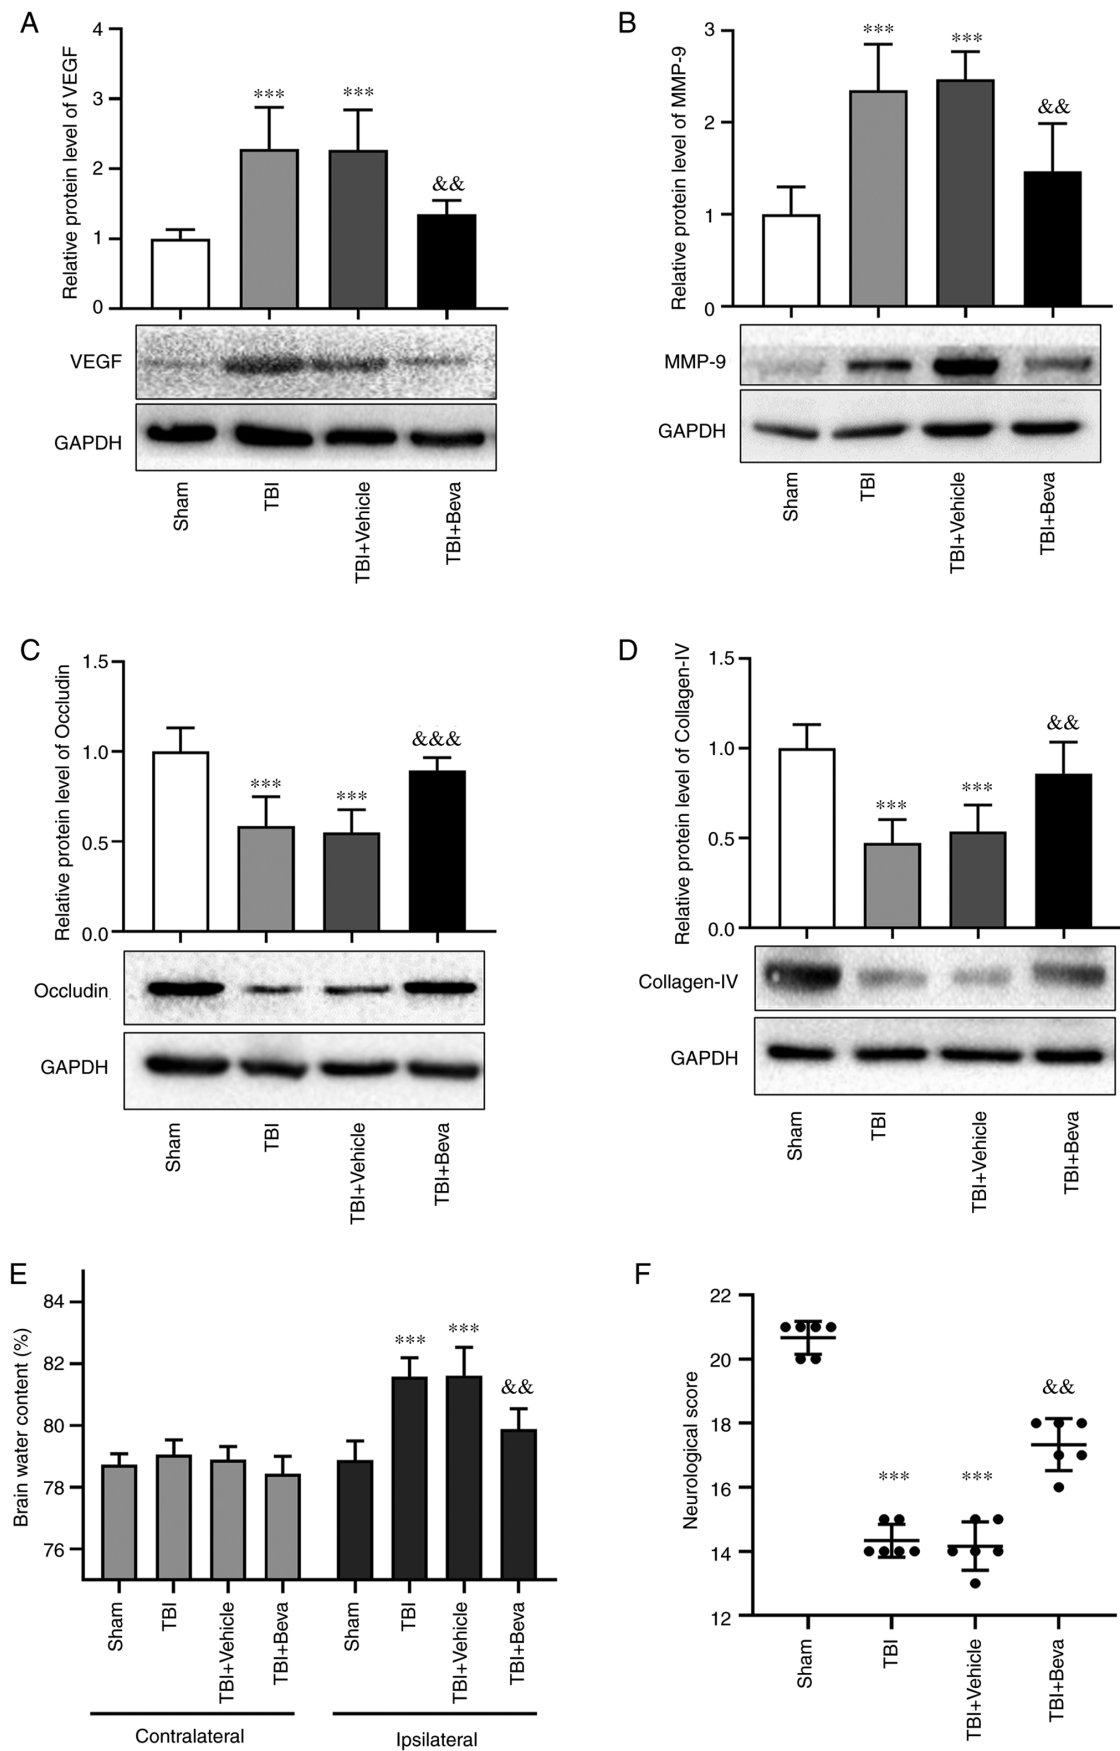 A
Relative protein level of VEGF
4
3
2
1
0
***
***
&&
VEGF
GAPDH
Sham
TBI
TBI+Vehicle
TBI+Beva
B
Relative protein level of MMP-9
3
2
1
0
***
***
&&
MMP-9
GAPDH
Sham
TBI
TBI+Vehicle
TBI+Beva
C
Relative protein level of Occludin
1.5
1.0
0.5
0.0
***
***
&&&
Occludin
GAPDH
Sham
TBI
TBI+Vehicle
TBI+Beva
D
Relative protein level of Collagen-IV
1.5
1.0
0.5
0.0
***
***
&&
Collagen-IV
GAPDH
Sham
TBI
TBI+Vehicle
TBI+Beva
E
Brain water content (%)
84
82
80
78
76
***
***
&&
Sham
TBI
TBI+Vehicle
TBI+Beva
Sham
TBI
TBI+Vehicle
TBI+Beva
Contralateral
Ipsilateral
F
Neurological score
22
20
18
16
14
12
***
***
&&
Sham
TBI
TBI+Vehicle
TBI+Beva